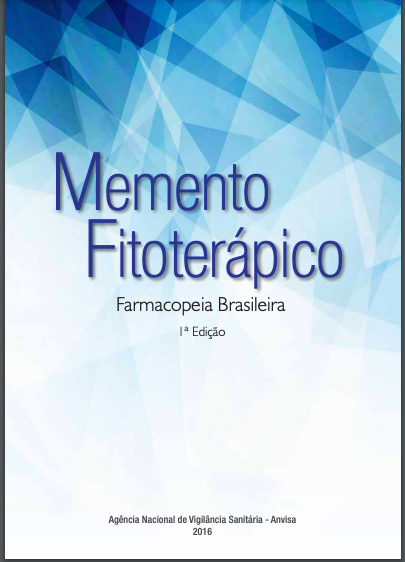 Memento
Fitoterápico
Farmacopeia Brasileira
1ª Edição
Agência Nacional de Vigilância Sanitária - Anvisa
2016